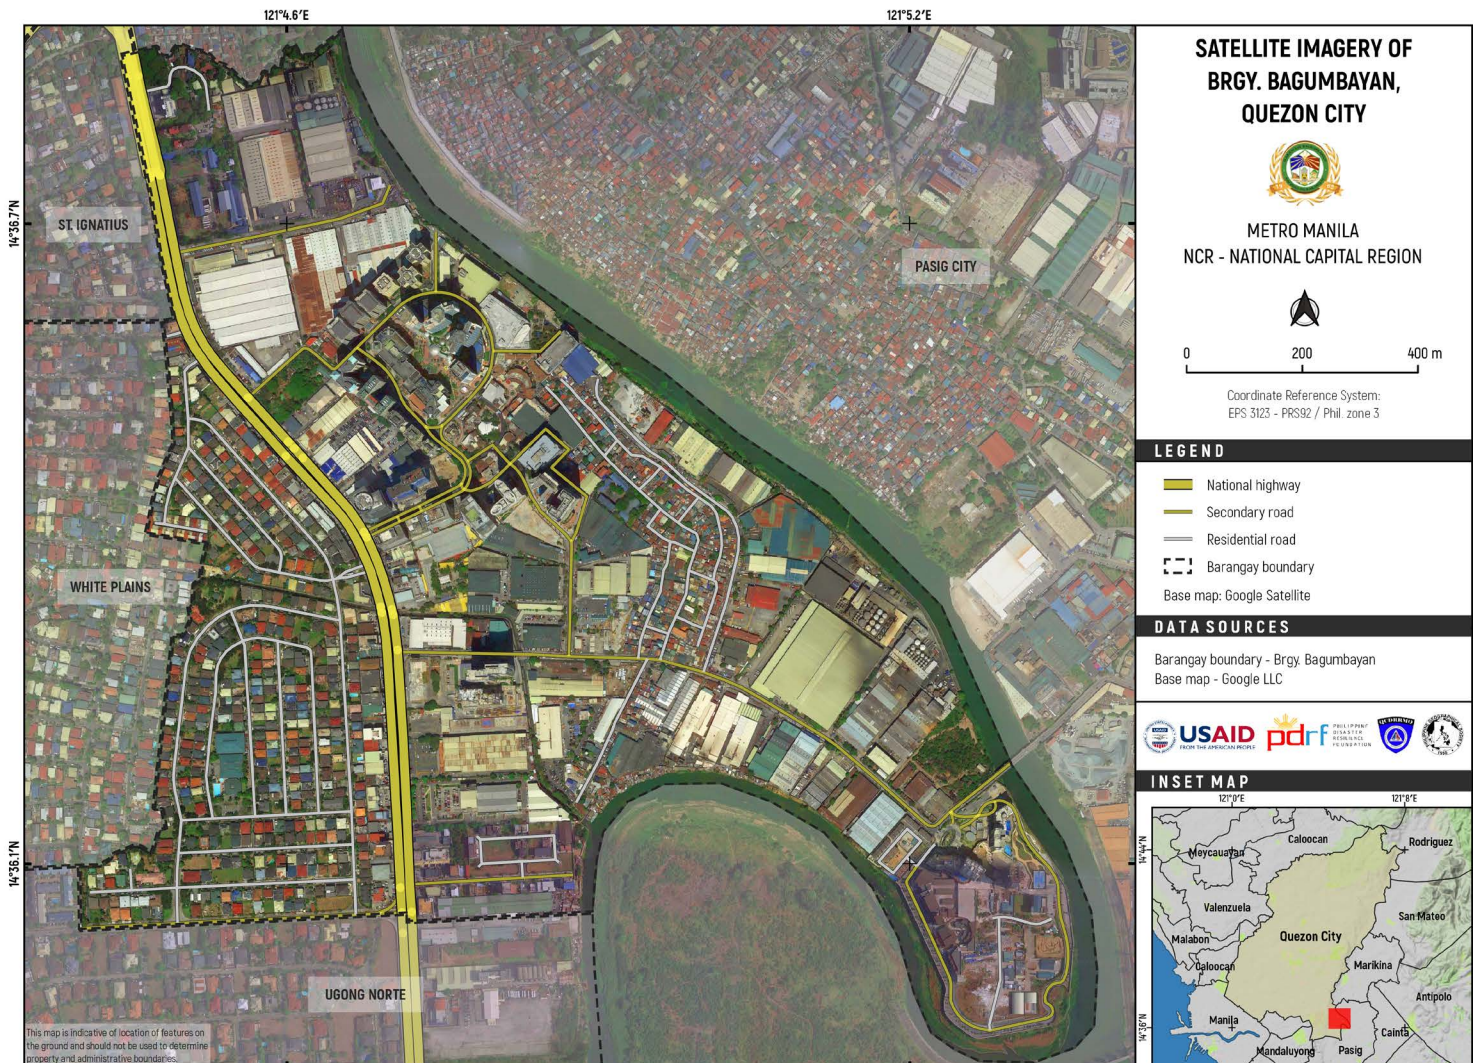 121°4.6'E
121°5.2'E
14°36.7'N
14°36.1'N
ST. IGNATIUS
PASIG CITY
WHITE PLAINS
UGONG NORTE
This map is indicative of location of features on
the ground and should not be used to determine
property and administrative boundaries.
SATELLITE IMAGERY OF
BRGY. BAGUMBAYAN,
QUEZON CITY
METRO MANILA
NCR - NATIONAL CAPITAL REGION
0 200 400 m
Coordinate Reference System:
EPS 3123 - PRS92 / Phil. zone 3
LEGEND
National highway
Secondary road
Residential road
Barangay boundary
Base map: Google Satellite
DATA SOURCES
Barangay boundary - Brgy. Bagumbayan
Base map - Google LLC
USAID
FROM THE AMERICAN PEOPLE
pdrf
PHILIPPINE
DISASTER
RESILIENCE
FOUNDATION
QCDRRMO
INSET MAP
121°0'E
121°8'E
14°44'N
14°36'N
Caloocan
Rodriguez
Meycauayan
Valenzuela
San Mateo
Malabon
Quezon City
Caloocan
Marikina
Antipolo
Manila
Cainta
Mandaluyong
Pasig